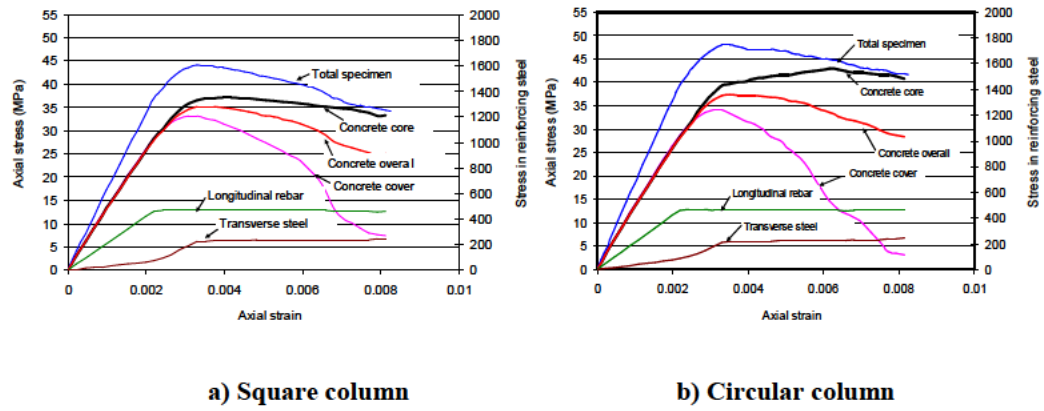 55
50
45
40
35
30
25
20
15
10
5
0
Axial stress (MPa)
2000
1800
1600
1400
1200
1000
800
600
400
200
0
Stress in reinforcing steel
Total specimen
Concrete core
Concrete overal
Concrete cover
Longitudinal rebar
Transverse steel
0 0.002 0.004 0.006 0.008 0.01
Axial strain
a) Square column
55
50
45
40
35
30
25
20
15
10
5
0
Axial stress (MPa)
2000
1800
1600
1400
1200
1000
800
600
400
200
0
Stress in reinforcing steel
Total specimen
Concrete core
Concrete overall
Concrete cover
Longitudinal rebar
Transverse steel
0 0.002 0.004 0.006 0.008 0.01
Axial strain
b) Circular column